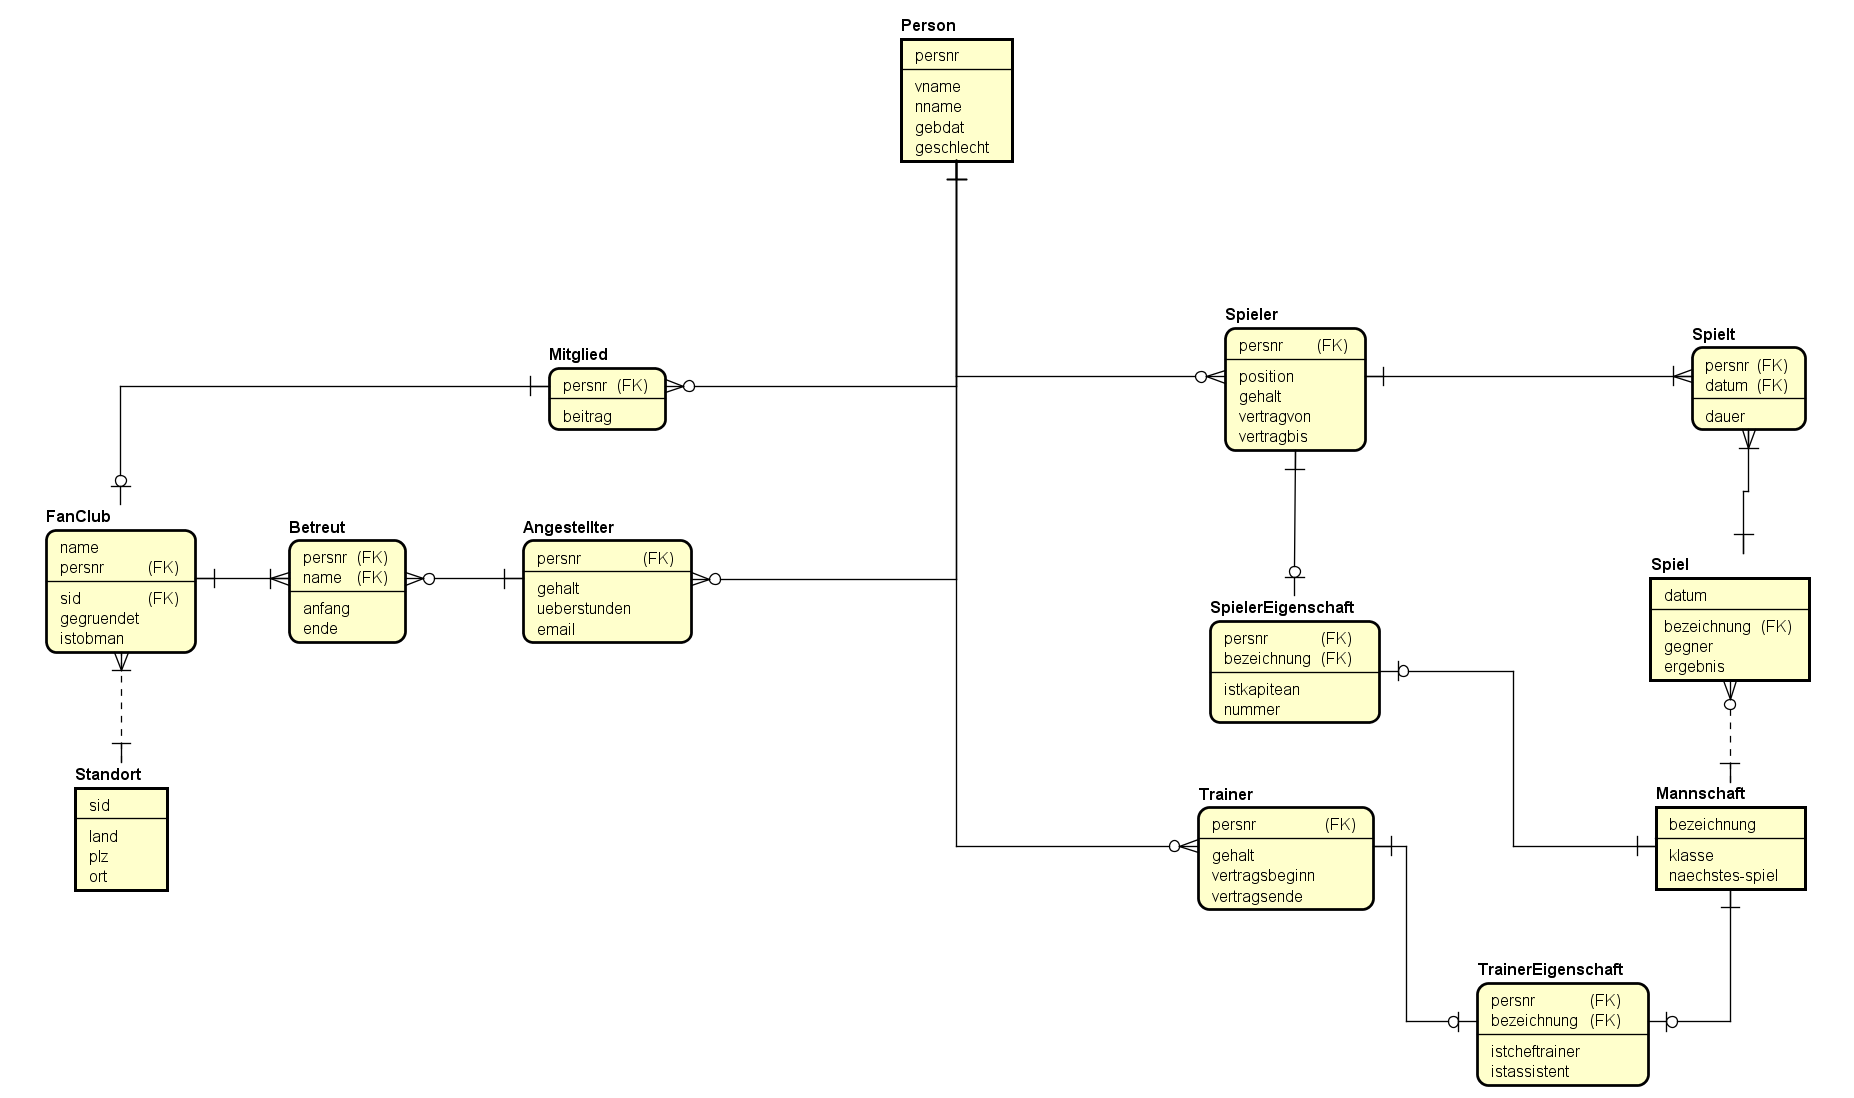 Person
persnr
vname
nname
gebdat
geschlecht
Spieler
persnr (FK)
position
gehalt
vertragvon
vertragbis
Spielt
persnr (FK)
datum (FK)
dauer
Mitglied
persnr (FK)
beitrag
FanClub
name
persnr (FK)
sid (FK)
gegruendet
istobman
Betreut
persnr (FK)
name (FK)
anfang
ende
Angestellter
persnr (FK)
gehalt
ueberstunden
email
SpielerEigenschaft
persnr (FK)
bezeichnung (FK)
istkapitean
nummer
Spiel
datum
bezeichnung (FK)
gegner
ergebnis
Standort
sid
land
plz
ort
Trainer
persnr (FK)
gehalt
vertragsbeginn
vertragsende
Mannschaft
bezeichnung
klasse
naechstes-spiel
TrainerEigenschaft
persnr (FK)
bezeichnung (FK)
istcheftrainer
istassistent